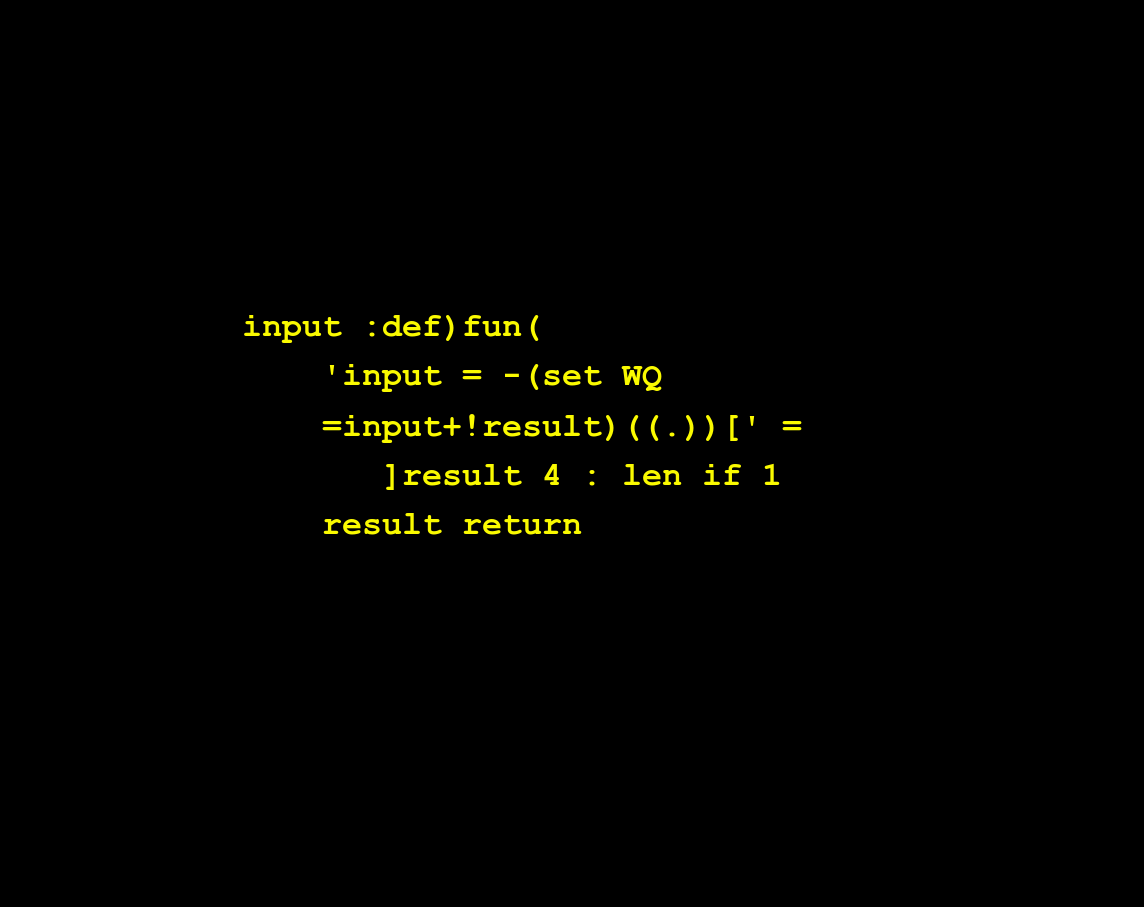 input :def)fun(
    'input = -(set WQ
    =input+!result)((.))[' =
       ]result 4 : len if 1
    result return